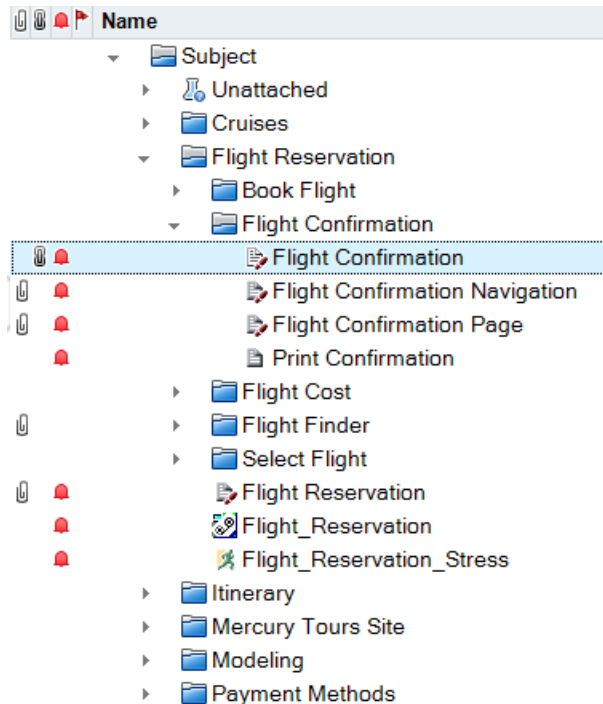 Name
Subject
Unattached
Cruises
Flight Reservation
Book Flight
Flight Confirmation
Flight Confirmation
Flight Confirmation Navigation
Flight Confirmation Page
Print Confirmation
Flight Cost
Flight Finder
Select Flight
Flight Reservation
Flight_Reservation
Flight_Reservation_Stress
Itinerary
Mercury Tours Site
Modeling
Payment Methods